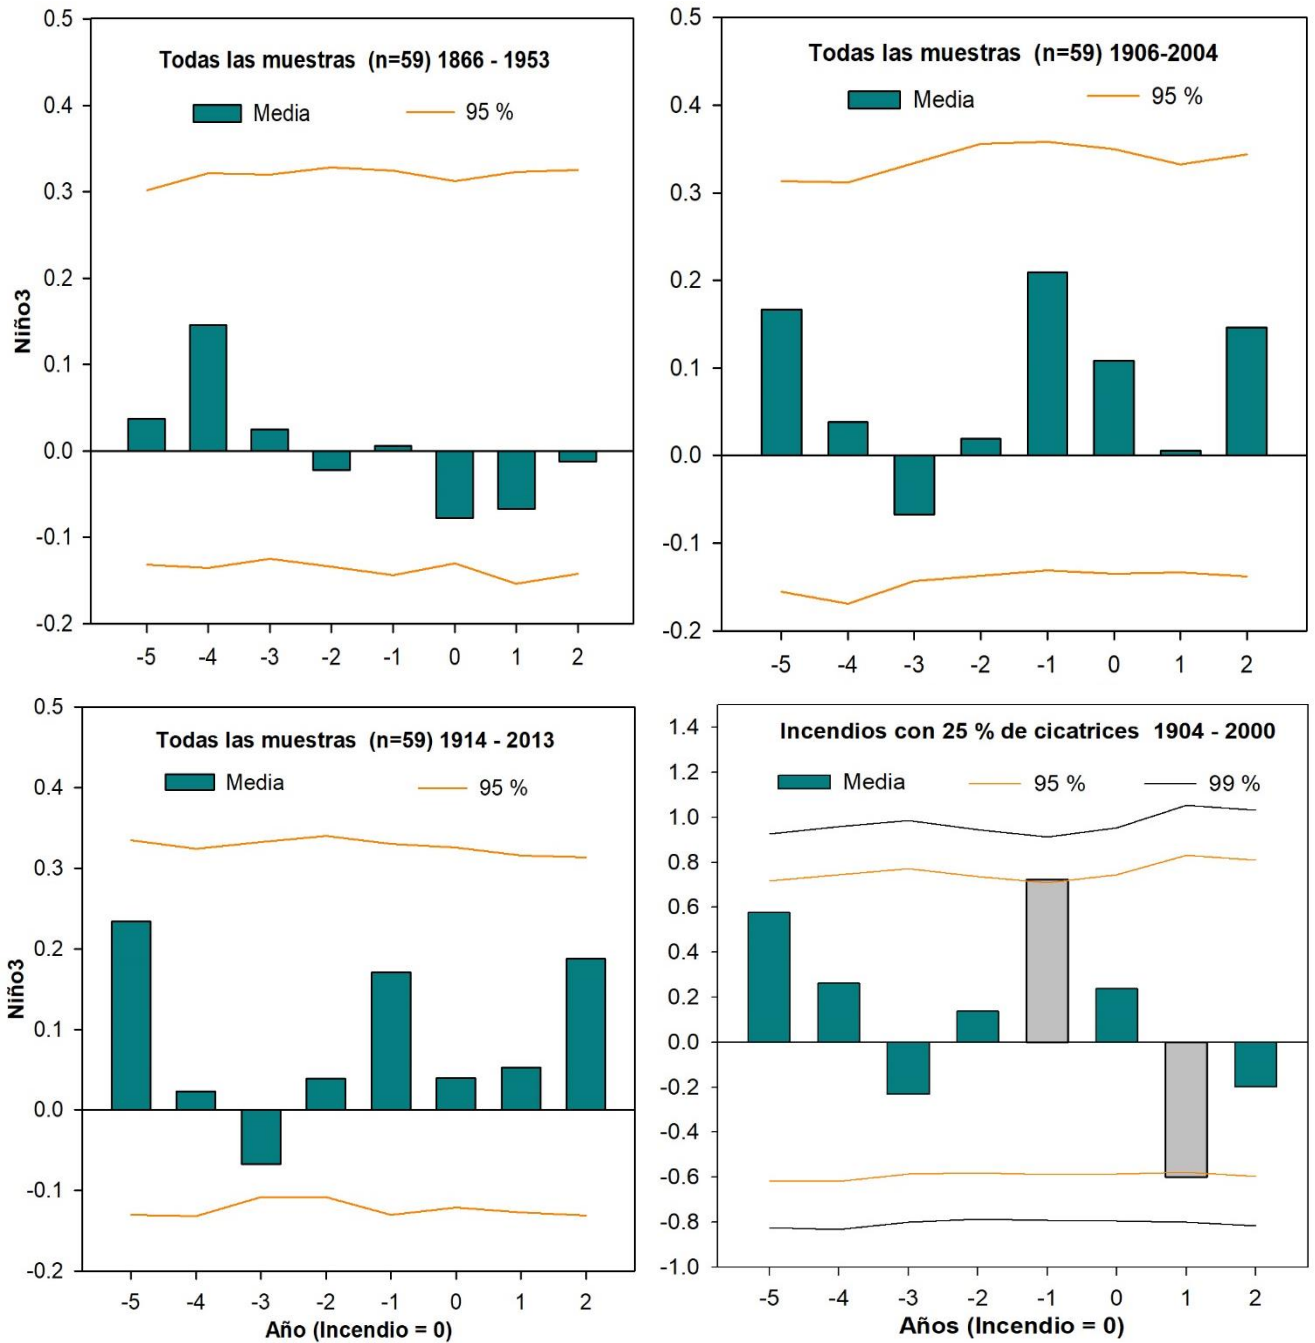 Todas las muestras (n=59) 1866 - 1953
Media 95 %
0.5
0.4
0.3
0.2
0.1
0.0
-0.1
-0.2
Niño3
-5 -4 -3 -2 -1 0 1 2
Todas las muestras (n=59) 1906-2004
Media 95 %
0.5
0.4
0.3
0.2
0.1
0.0
-0.1
-0.2
-5 -4 -3 -2 -1 0 1 2
Todas las muestras (n=59) 1914 - 2013
Media 95 %
0.5
0.4
0.3
0.2
0.1
0.0
-0.1
-0.2
Niño3
-5 -4 -3 -2 -1 0 1 2
Año (Incendio = 0)
Incendios con 25 % de cicatrices 1904 - 2000
Media 95 % 99 %
1.4
1.2
1.0
0.8
0.6
0.4
0.2
0.0
-0.2
-0.4
-0.6
-0.8
-1.0
-5 -4 -3 -2 -1 0 1 2
Años (Incendio = 0)